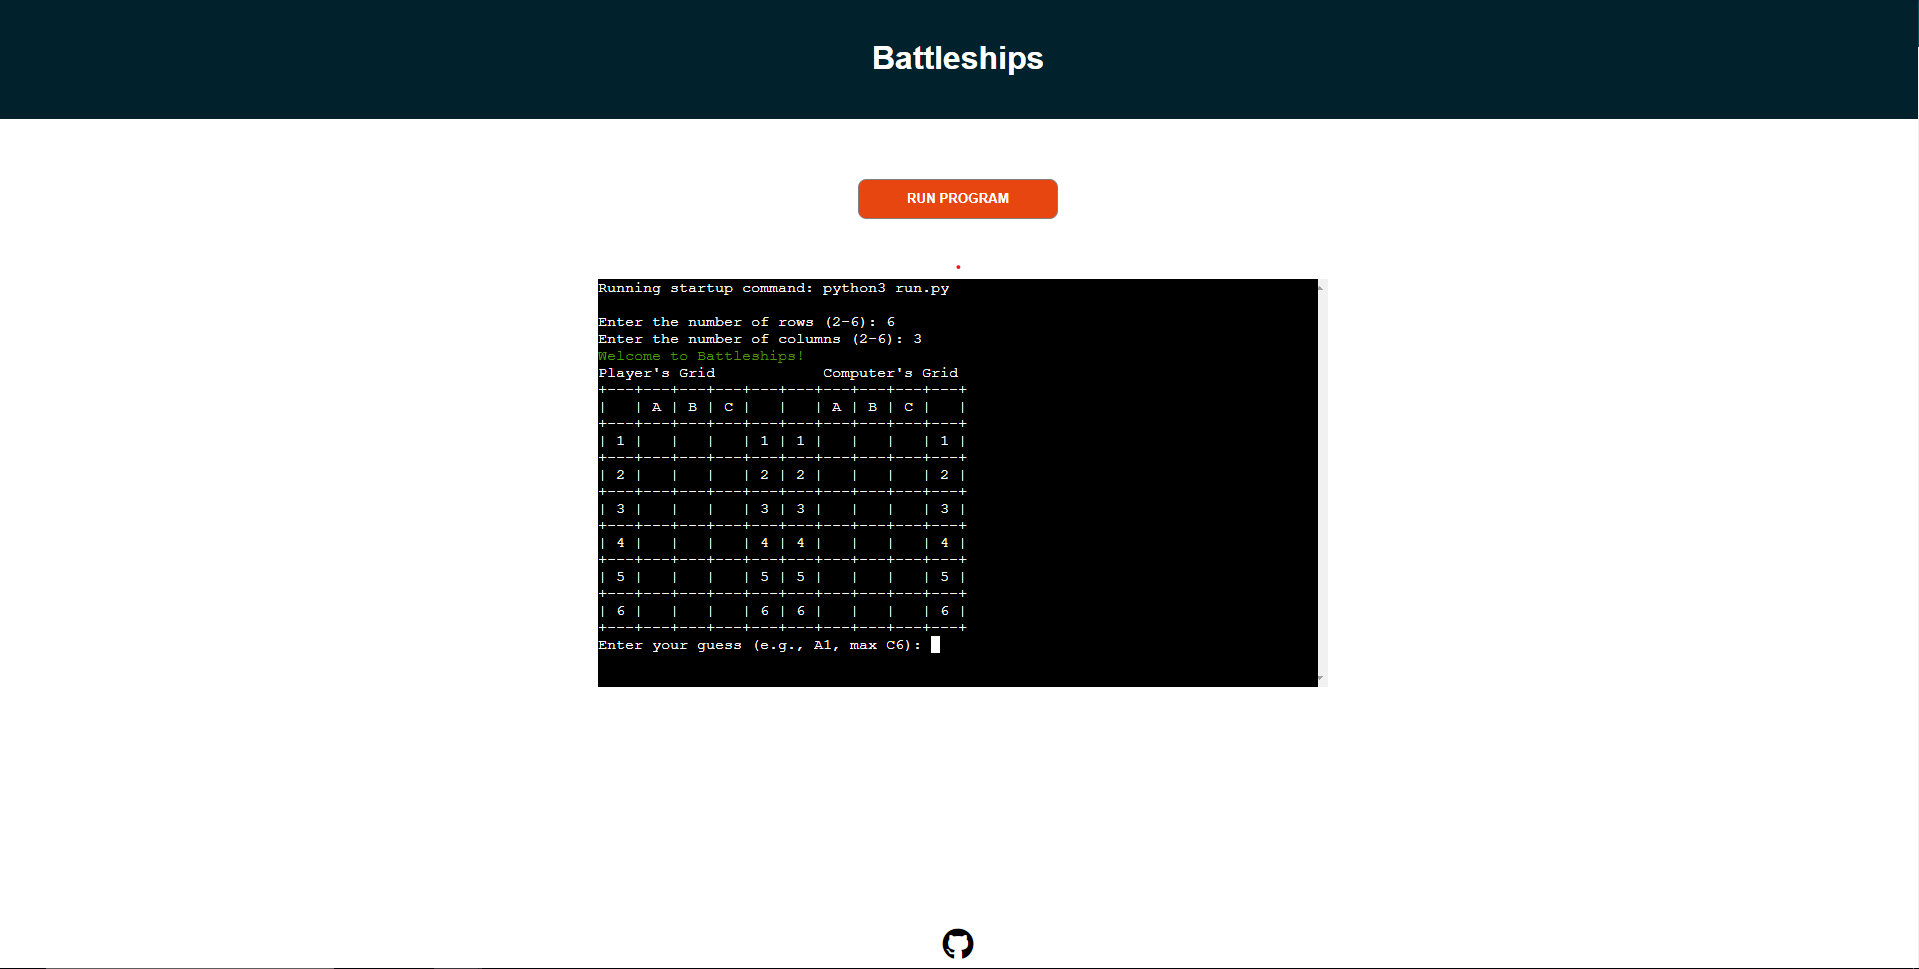 Battleships
RUN PROGRAM
Running startup command: python3 run.py
Enter the number of rows (2-6): 6
Enter the number of columns (2-6): 3
Welcome to Battleships!
Player's Grid            Computer's Grid
+---+---+---+---+---+---+---+---+---+---+
|   | A | B | C |   |   | A | B | C |   |
+---+---+---+---+---+---+---+---+---+---+
| 1 |   |   |   | 1 | 1 |   |   |   | 1 |
+---+---+---+---+---+---+---+---+---+---+
| 2 |   |   |   | 2 | 2 |   |   |   | 2 |
+---+---+---+---+---+---+---+---+---+---+
| 3 |   |   |   | 3 | 3 |   |   |   | 3 |
+---+---+---+---+---+---+---+---+---+---+
| 4 |   |   |   | 4 | 4 |   |   |   | 4 |
+---+---+---+---+---+---+---+---+---+---+
| 5 |   |   |   | 5 | 5 |   |   |   | 5 |
+---+---+---+---+---+---+---+---+---+---+
| 6 |   |   |   | 6 | 6 |   |   |   | 6 |
+---+---+---+---+---+---+---+---+---+---+
Enter your guess (e.g., A1, max C6):